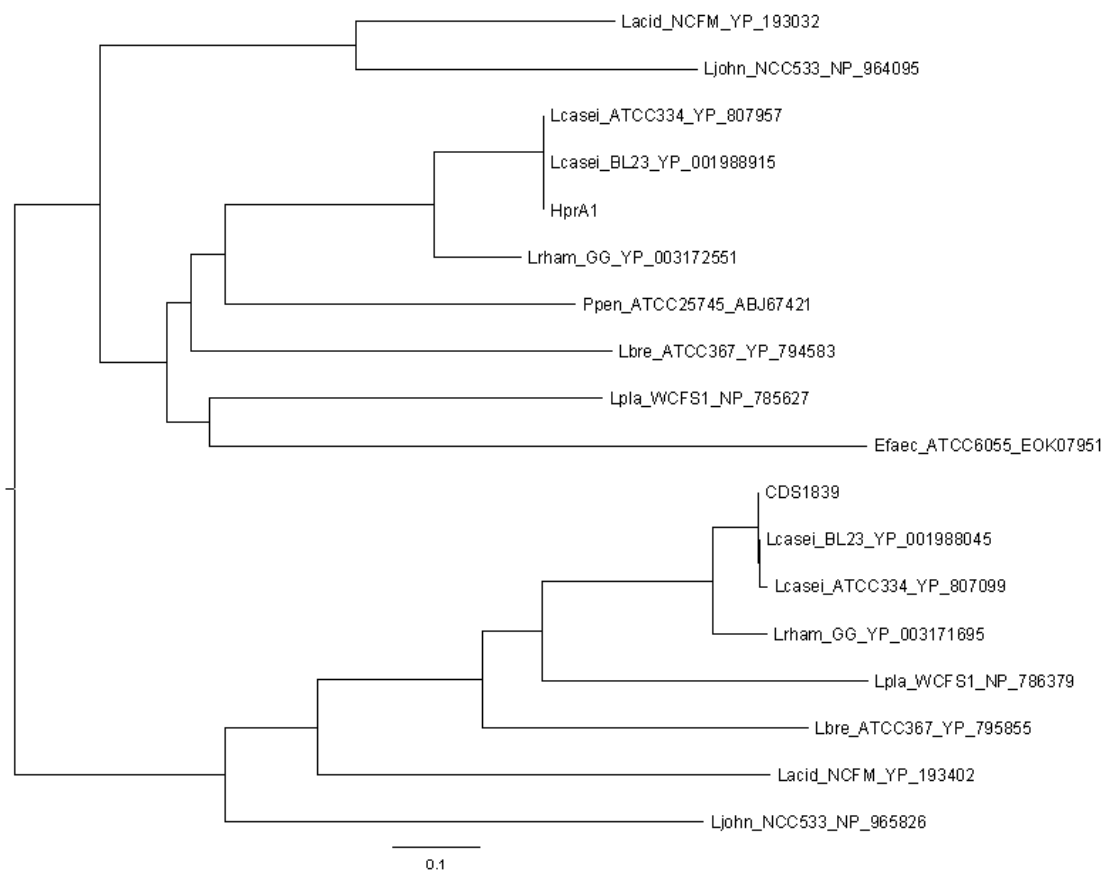 Lacid_NCFM_YP_193032
Ljohn_NCC533_NP_964095
Lcasei_ATCC334_YP_807957
Lcasei_BL23_YP_001988915
HprA1
Lrham_GG_YP_003172551
Ppen_ATCC25745_ABJ67421
Lbre_ATCC367_YP_794583
Lpla_WCFS1_NP_785627
Efaec_ATCC6055_EOK07951
CDS1839
Lcasei_BL23_YP_001988045
Lcasei_ATCC334_YP_807099
Lrham_GG_YP_003171695
Lpla_WCFS1_NP_786379
Lbre_ATCC367_YP_795855
Lacid_NCFM_YP_193402
Ljohn_NCC533_NP_965826
0.1